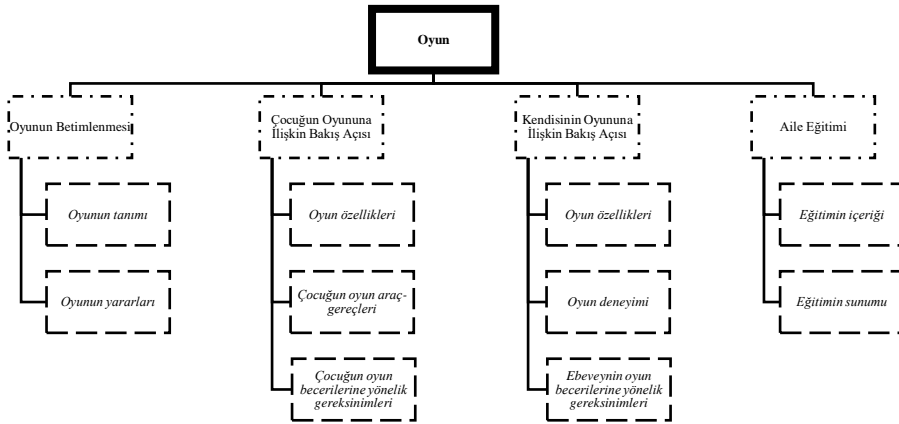 Oyun
Oyunun Betimlenmesi
Oyunun tanımı
Oyunun yararları
Çocuğun Oyununa
İlişkin Bakış Açısı
Oyun özellikleri
Çocuğun oyun araç-
gereçleri
Çocuğun oyun
becerilerine yönelik
gereksinimleri
Kendisinin Oyununa
İlişkin Bakış Açısı
Oyun özellikleri
Oyun deneyimi
Ebeveynin oyun
becerilerine yönelik
gereksinimleri
Aile Eğitimi
Eğitimin içeriği
Eğitimin sunumu